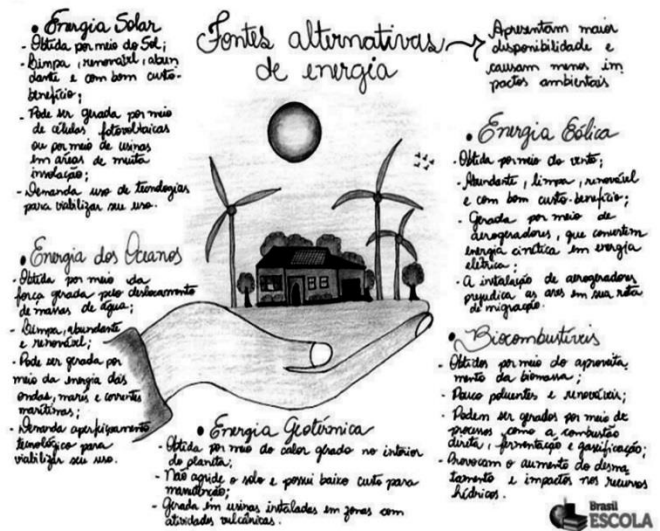 Fontes alternativas
de energia
Apresentam maior
disponibilidade e
causam menos im
pactos ambientais
• Energia Solar
- Obtida por meio do Sol;
- Limpa, renovável, abun
dante e com bom custo-
benefício;
- Pode ser gerada por meio
de células fotovoltaicas
ou por meio de usinas
em áreas de muita
insolação;
- Demanda uso de tecnologias
para viabilizar seu uso.
• Energia Eólica
- Obtida por meio do vento;
- Abundante, limpa, renovável
e com bom custo-benefício;
- Gerada por meio de
aerogeradores, que convertem
energia cinética em energia
elétrica;
- A instalação de aerogeradores
prejudica as aves em sua rota
de migração.
• Energia dos Oceanos
- Obtida por meio da
força gerada pelo deslocamento
de massas de água;
- Limpa, abundante
e renovável;
- Pode ser gerada por
meio da energia das
ondas, marés e correntes
marítimas;
- Demanda aperfeiçoamento
tecnológico para
viabilizar seu uso.
• Biocombustíveis
- Obtidos por meio do aproveita
mento da biomassa;
- Pouco poluentes e renováveis;
- Podem ser gerados por meio de
processos como a combustão
direta, fermentação e gaseificação;
- Provocam o aumento do desma
tamento e impactos nos recursos
hídricos.
• Energia Geotérmica
- Obtida por meio do calor gerado no interior
do planeta;
- Não agride o solo e possui baixo custo para
manutenção;
- Gerada em usinas instaladas em zonas com
atividades vulcânicas.
Brasil
ESCOLA